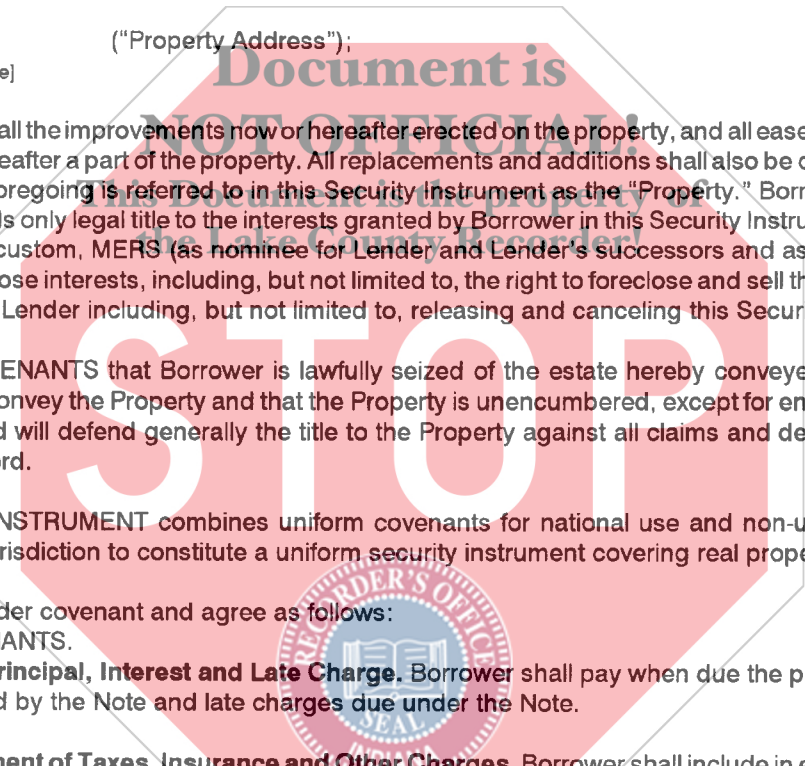 ("Property Address");
e]
Document is
NOT OFFICIAL!
all the improvements now or hereafter erected on the property, and all ease
eafter a part of the property. All replacements and additions shall also be
oregoing is referred to in this Security Instrument as the "Property." Borr
This Document is the property of
ls only legal title to the interests granted by Borrower in this Security Instru
the Lake County Recorder!
custom, MERS (as nominee for Lender and Lender's successors and as
ose interests, including, but not limited to, the right to foreclose and sell th
Lender including, but not limited to, releasing and canceling this Secur
STOP
ENANTS that Borrower is lawfully seized of the estate hereby conveye
onvey the Property and that the Property is unencumbered, except for en
d will defend generally the title to the Property against all claims and de
rd.
NSTRUMENT combines uniform covenants for national use and non-u
risdiction to constitute a uniform security instrument covering real prope
der covenant and agree as follows:
ANTS.
rincipal, Interest and Late Charge. Borrower shall pay when due the p
d by the Note and late charges due under the Note.
RECORDER'S OFFICE
SEAL
INDIANA
ment of Taxes, Insurance and Other Charges. Borrower shall include in